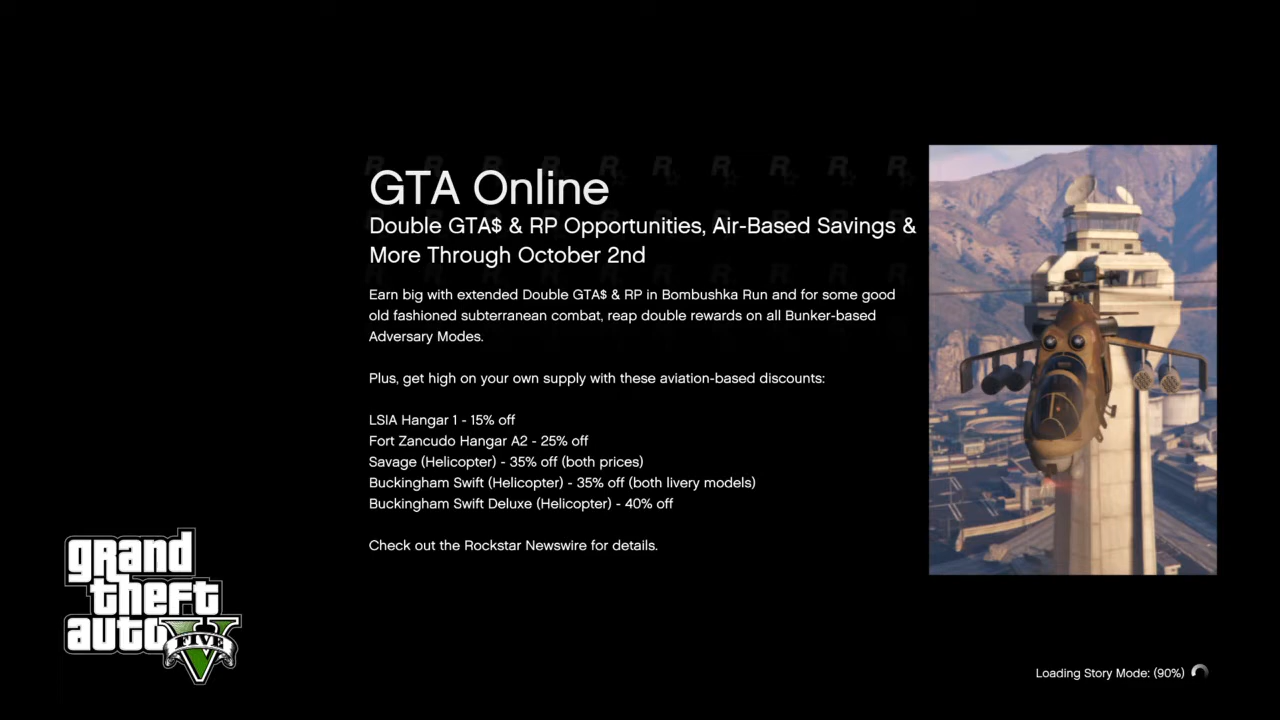 GTA Online
Double GTA$ & RP Opportunities, Air-Based Savings &
More Through October 2nd
Earn big with extended Double GTA$ & RP in Bombushka Run and for some good
old fashioned subterranean combat, reap double rewards on all Bunker-based
Adversary Modes.
Plus, get high on your own supply with these aviation-based discounts:
LSIA Hangar 1 - 15% off
Fort Zancudo Hangar A2 - 25% off
Savage (Helicopter) - 35% off (both prices)
Buckingham Swift (Helicopter) - 35% off (both livery models)
Buckingham Swift Deluxe (Helicopter) - 40% off
Check out the Rockstar Newswire for details.
grand
theft
auto V
FIVE
Loading Story Mode: (90%)